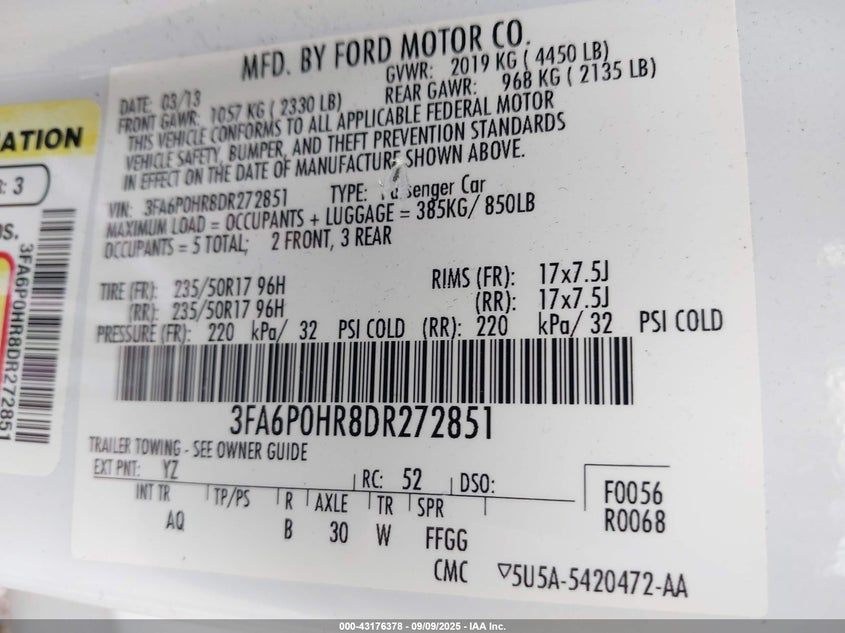 MFD. BY FORD MOTOR CO.
DATE: 03/13 GVWR: 2019 KG ( 4450 LB)
FRONT GAWR: 1057 KG ( 2330 LB) REAR GAWR: 968 KG ( 2135 LB)
THIS VEHICLE CONFORMS TO ALL APPLICABLE FEDERAL MOTOR
VEHICLE SAFETY, BUMPER, AND THEFT PREVENTION STANDARDS
IN EFFECT ON THE DATE OF MANUFACTURE SHOWN ABOVE.
VIN: 3FA6P0HR8DR272851 TYPE: Passenger Car
MAXIMUM LOAD = OCCUPANTS + LUGGAGE = 385KG/ 850LB
OCCUPANTS = 5 TOTAL; 2 FRONT, 3 REAR
TIRE (FR): 235/50R17 96H RIMS (FR): 17x7.5J
(RR): 235/50R17 96H (RR): 17x7.5J
PRESSURE (FR): 220 kPa/ 32 PSI COLD (RR): 220 kPa/ 32 PSI COLD
3FA6P0HR8DR272851
TRAILER TOWING - SEE OWNER GUIDE
EXT PNT: YZ RC: 52 DSO:
INT TR TP/PS R AXLE TR SPR
AQ B 30 W FFGG
F0056
R0068
CMC ▽5U5A-5420472-AA
ATION
: 3
3FA6P0HR8DR272851
000-43176378 - 09/09/2025 - IAA Inc.